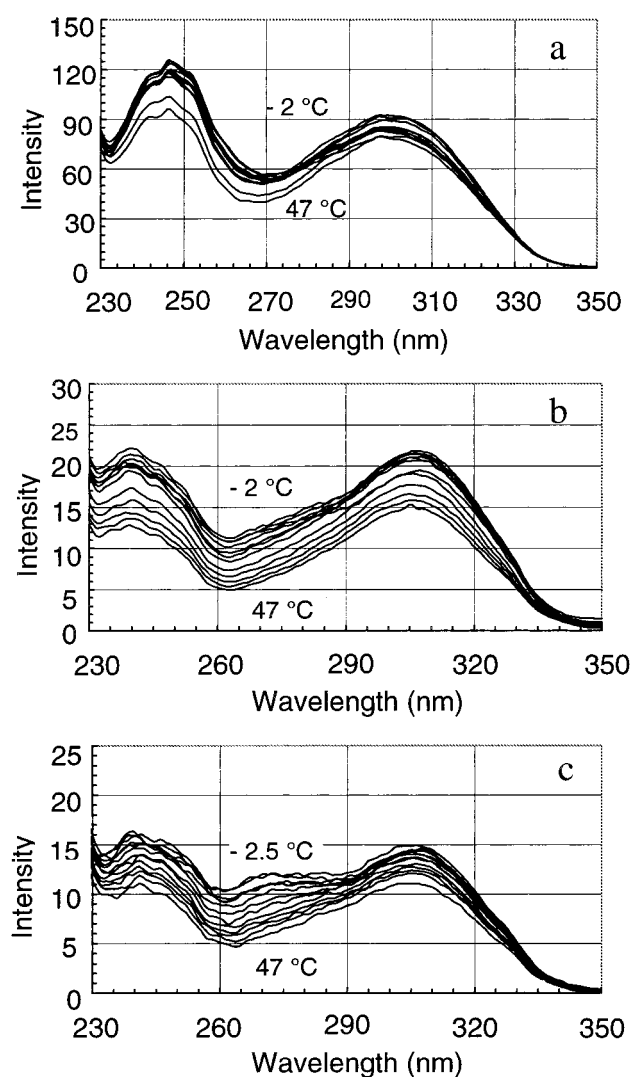 150
a
120
- 2 °C
90
60
47 °C
30
0
Intensity
230 250 270 290 310 330 350
Wavelength (nm)
30
b
25
20
- 2 °C
15
10
5
47 °C
0
Intensity
230 260 290 320 350
Wavelength (nm)
25
c
20
15
- 2.5 °C
10
5
47 °C
0
Intensity
230 260 290 320 350
Wavelength (nm)